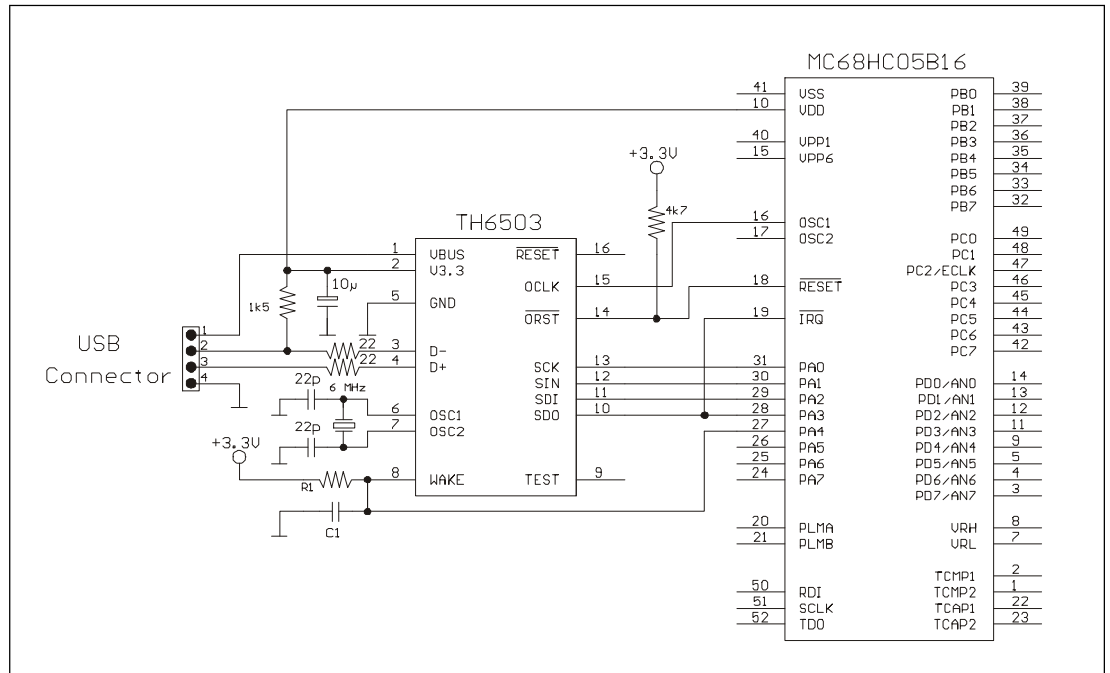 MC68HC05B16
41 VSS PB0 39
10 VDD PB1 38
PB2 37
40 VPP1 PB3 36
15 VPP6 PB4 35
PB5 34
PB6 33
PB7 32
16 OSC1
17 OSC2 PC0 49
PC1 48
PC2/ECLK 47
18 RESET PC3 46
PC4 45
19 IRQ PC5 44
PC6 43
PC7 42
31 PA0
30 PA1 PD0/AN0 14
29 PA2 PD1/AN1 13
28 PA3 PD2/AN2 12
27 PA4 PD3/AN3 11
26 PA5 PD4/AN4 9
25 PA6 PD5/AN5 5
24 PA7 PD6/AN6 4
PD7/AN7 3
20 PLMA VRH 8
21 PLMB VRL 7
TCMP1 2
50 RDI TCMP2 1
51 SCLK TCAP1 22
52 TDO TCAP2 23
+3.3V
4k7
TH6503
1 VBUS RESET 16
2 V3.3
OCLK 15
5 GND
ORST 14
3 D-
4 D+ SCK 13
SIN 12
SDI 11
6 OSC1 SDO 10
7 OSC2
8 WAKE TEST 9
10µ
1k5
22
22
6 MHz
22p
22p
+3.3V
R1
C1
USB
Connector
1
2
3
4